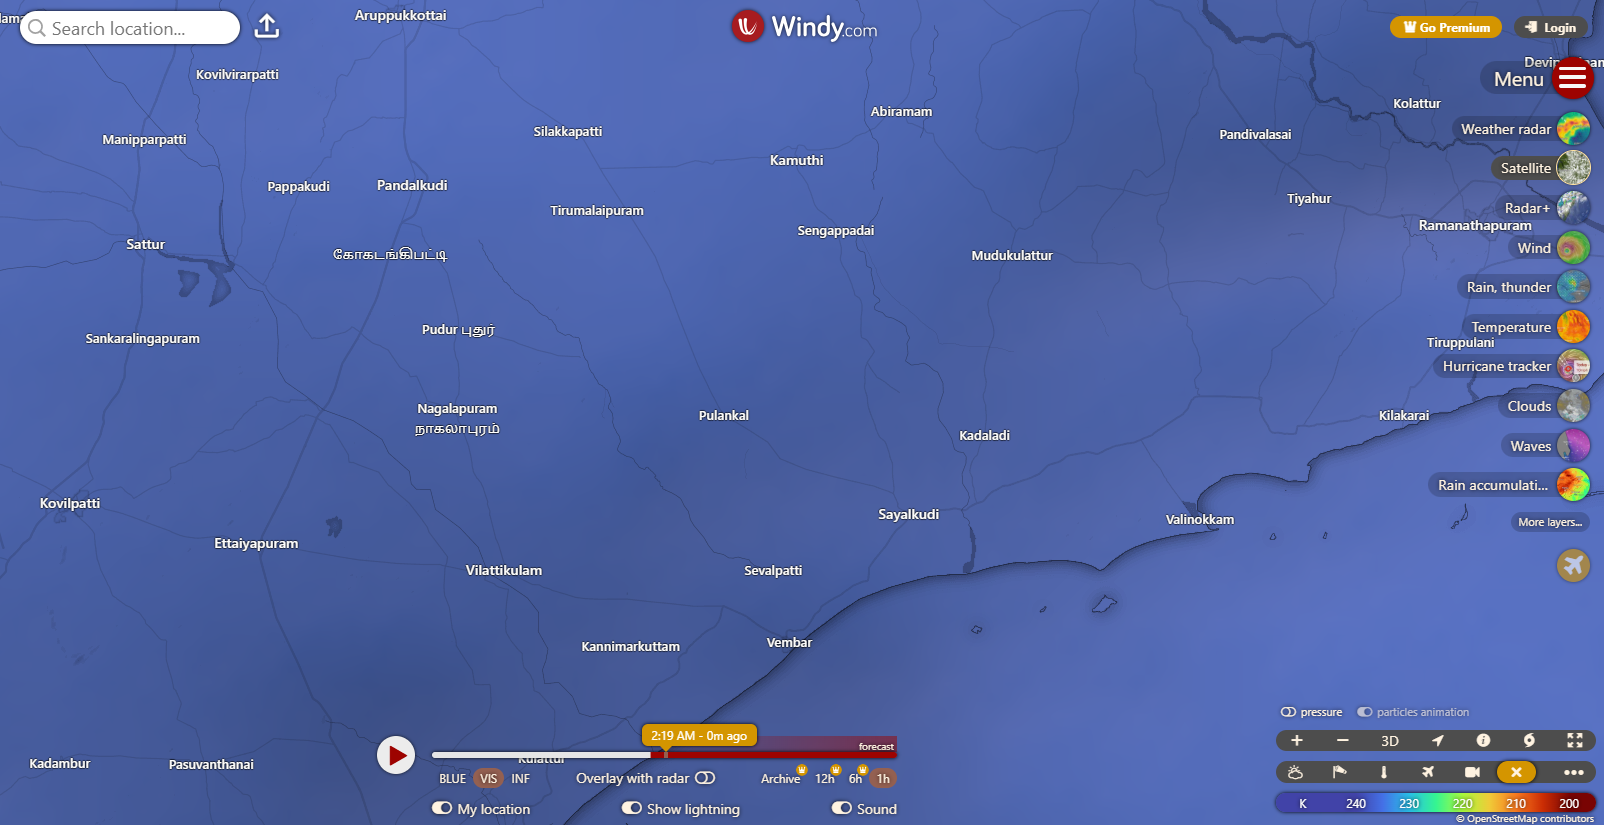 Aruppukkottai
Search location...
Windy.com
Go Premium
Login
Kovilvirarpatti
Menu
Kolattur
Abiramam
Weather radar
Silakkapatti
Pandivalasai
Manipparpatti
Kamuthi
Satellite
Pappakudi
Pandalkudi
Tiyahur
Radar+
Tirumalaipuram
Ramanathapuram
Sengappadai
Sattur
Wind
கோகடங்கிபட்டி
Mudukulattur
Rain, thunder
Temperature
Pudur புதுர்
Sankaralingapuram
Tiruppulani
Hurricane tracker
Clouds
Nagalapuram
நாகலாபுரம்
Pulankal
Kilakarai
Kadaladi
Waves
Rain accumulati...
Kovilpatti
Sayalkudi
Valinokkam
More layers...
Ettaiyapuram
Vilattikulam
Sevalpatti
Kannimarkuttam
Vembar
pressure
particles animation
2:19 AM - 0m ago
forecast
3D
Kadambur
Pasuvanthanai
Kulattur
BLUE VIS INF
Overlay with radar
Archive 12h 6h 1h
My location
Show lightning
Sound
K 240 230 220 210 200
© OpenStreetMap contributors